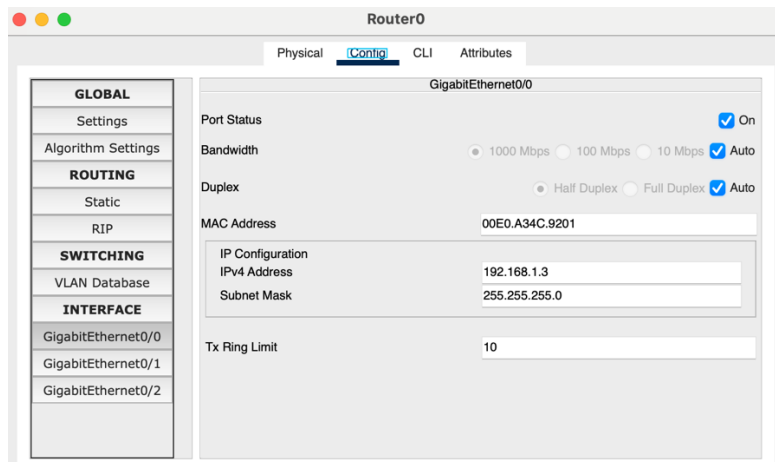 Router0
Physical Config CLI Attributes
GLOBAL
Settings
Algorithm Settings
ROUTING
Static
RIP
SWITCHING
VLAN Database
INTERFACE
GigabitEthernet0/0
GigabitEthernet0/1
GigabitEthernet0/2
GigabitEthernet0/0
Port Status On
Bandwidth 1000 Mbps 100 Mbps 10 Mbps Auto
Duplex Half Duplex Full Duplex Auto
MAC Address 00E0.A34C.9201
IP Configuration
IPv4 Address 192.168.1.3
Subnet Mask 255.255.255.0
Tx Ring Limit 10